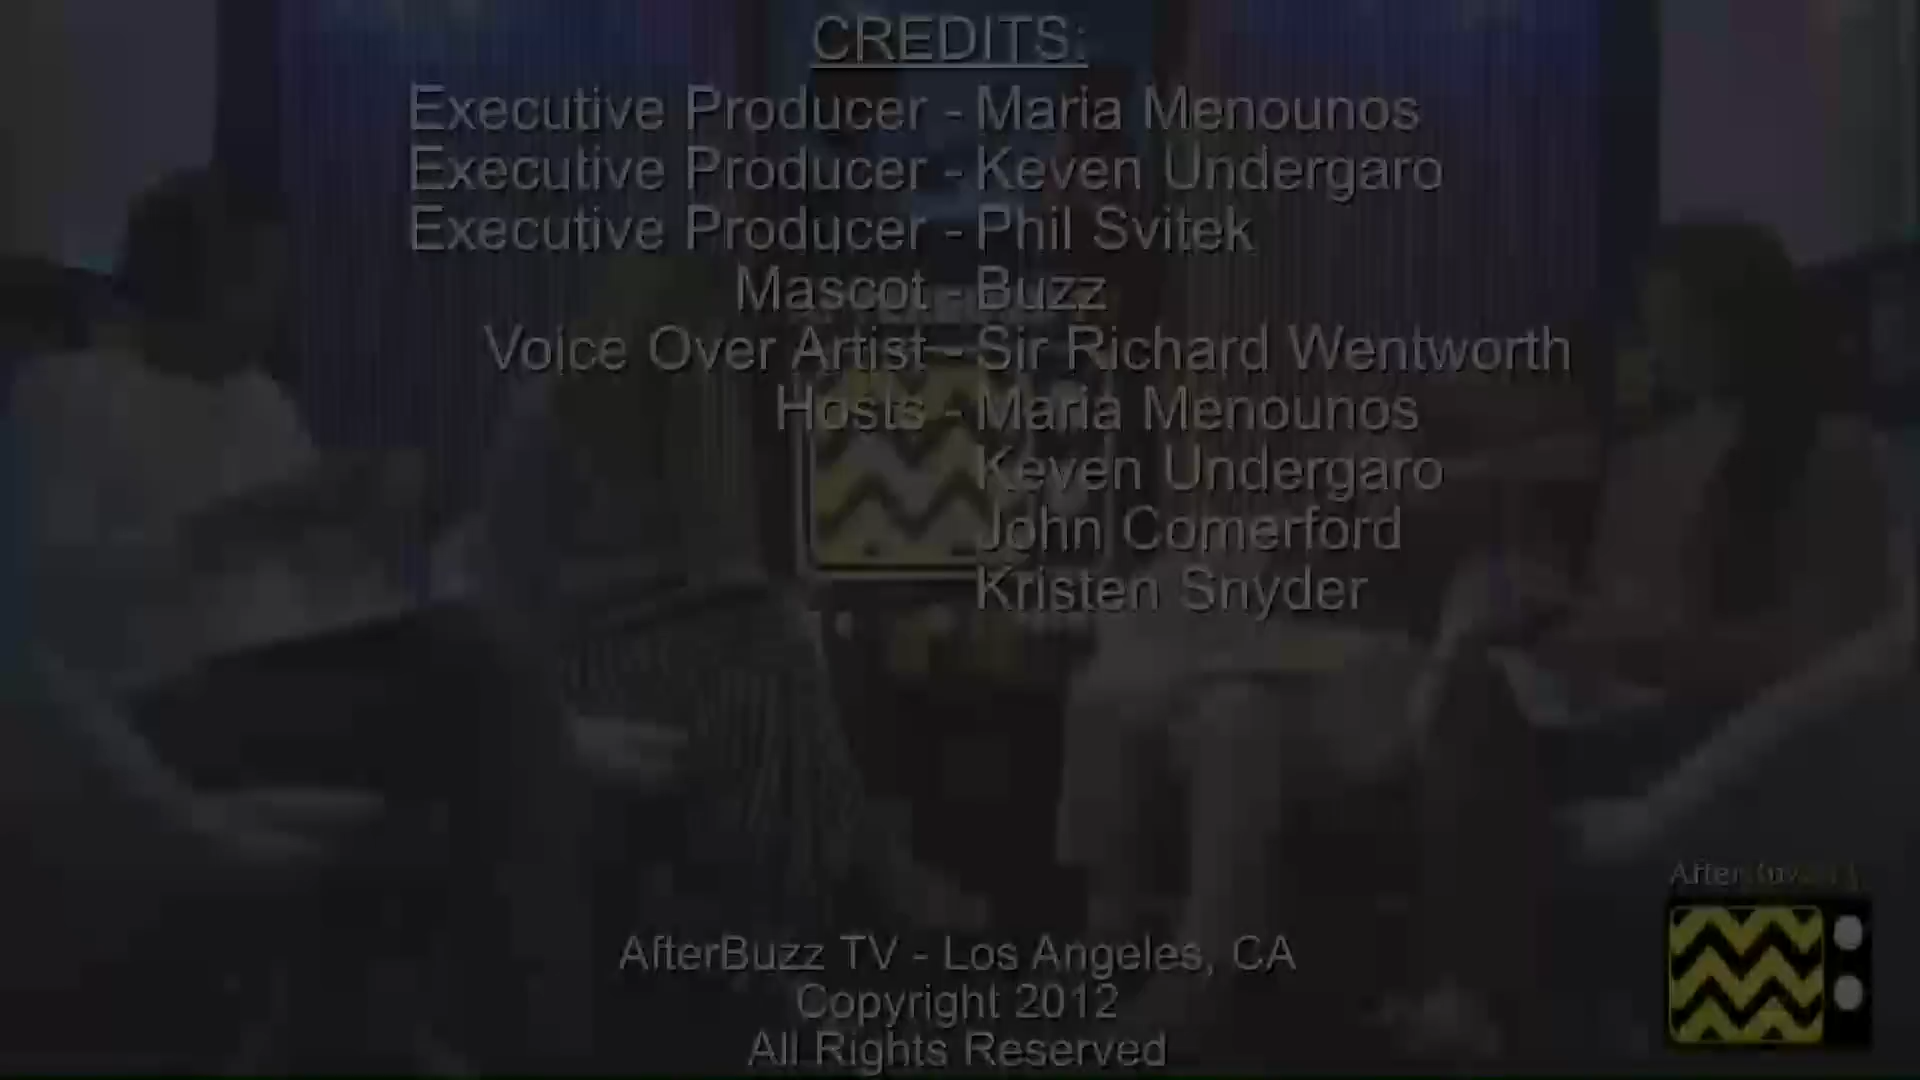 CREDITS:
Executive Producer - Maria Menounos
Executive Producer - Keven Undergaro
Executive Producer - Phil Svitek
Mascot - Buzz
Voice Over Artist - Sir Richard Wentworth
Hosts - Maria Menounos
Keven Undergaro
John Comerford
Kristen Snyder
AfterBuzz TV - Los Angeles, CA
Copyright 2012
All Rights Reserved